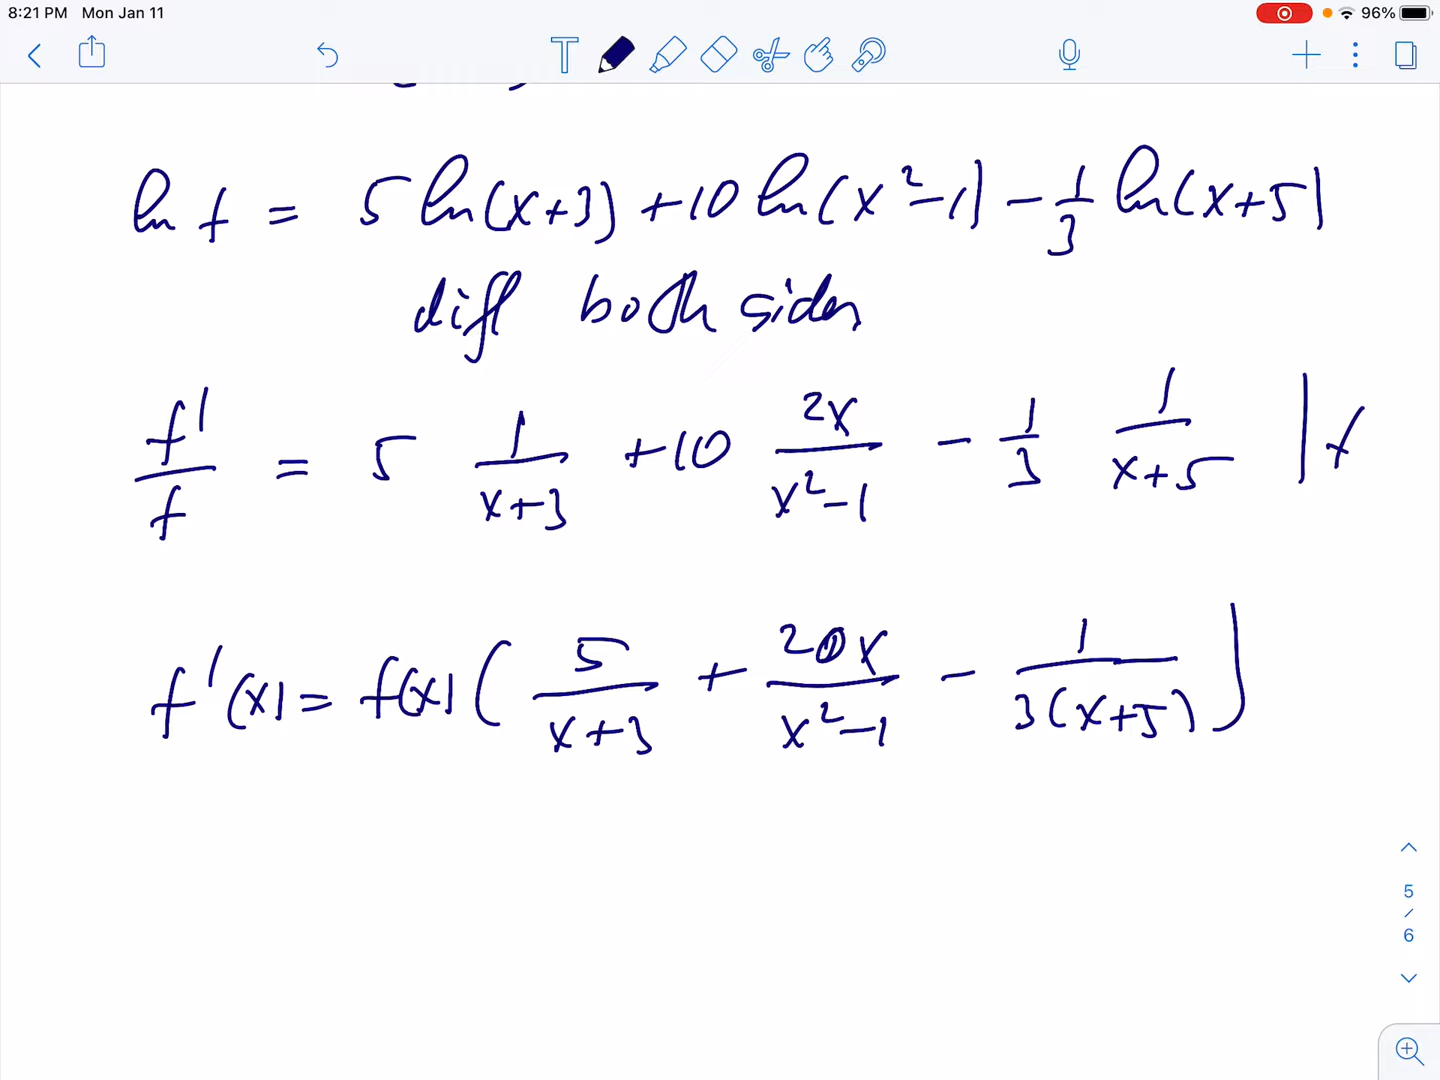 8:21 PM Mon Jan 11 96%
T
ln f = 5 ln(x+3) + 10 ln(x²-1) - 1/3 ln(x+5)
diff both sides
f'/f = 5 1/(x+3) + 10 2x/(x²-1) - 1/3 1/(x+5) | f
f'(x) = f(x) ( 5/(x+3) + 20x/(x²-1) - 1/(3(x+5)) )
5
/
6